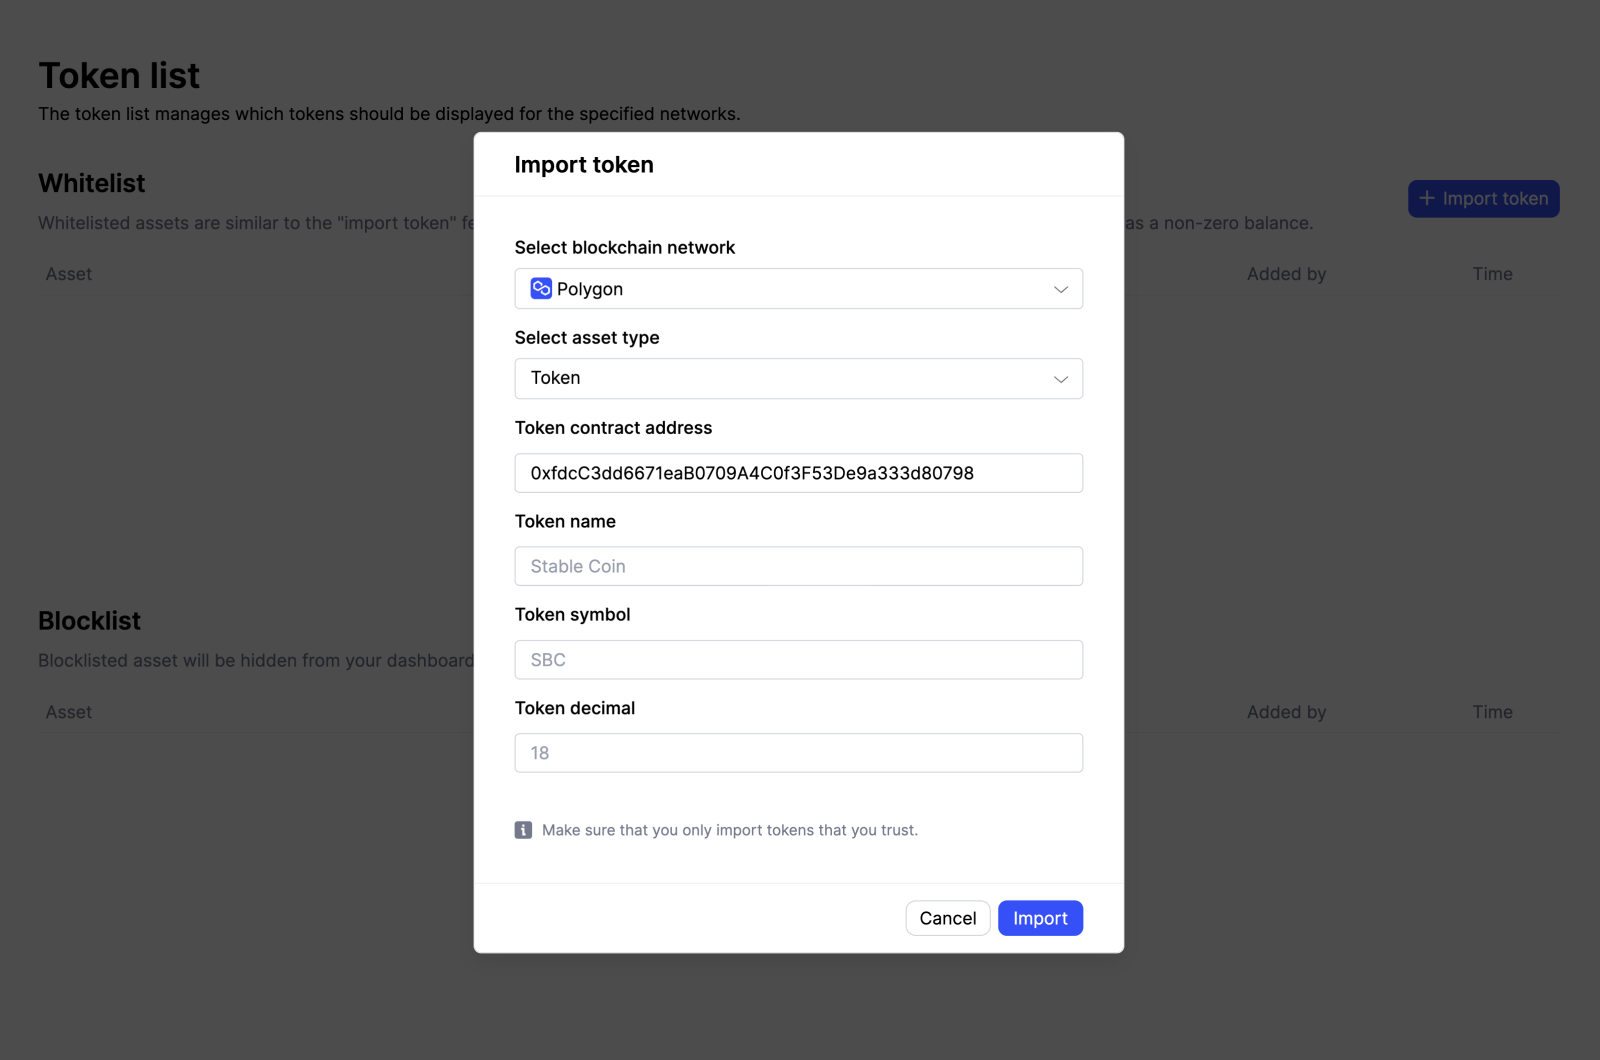 Token list
The token list manages which tokens should be displayed for the specified networks.
Whitelist
+ Import token
Whitelisted assets are similar to the "import token" as a non-zero balance.
Asset Added by Time
Import token
Select blockchain network
Polygon
Select asset type
Token
Token contract address
0xfdcC3dd6671eaB0709A4C0f3F53De9a333d80798
Token name
Stable Coin
Token symbol
SBC
Token decimal
18
Make sure that you only import tokens that you trust.
Cancel Import
Blocklist
Blocklisted asset will be hidden from your dashboard
Asset Added by Time